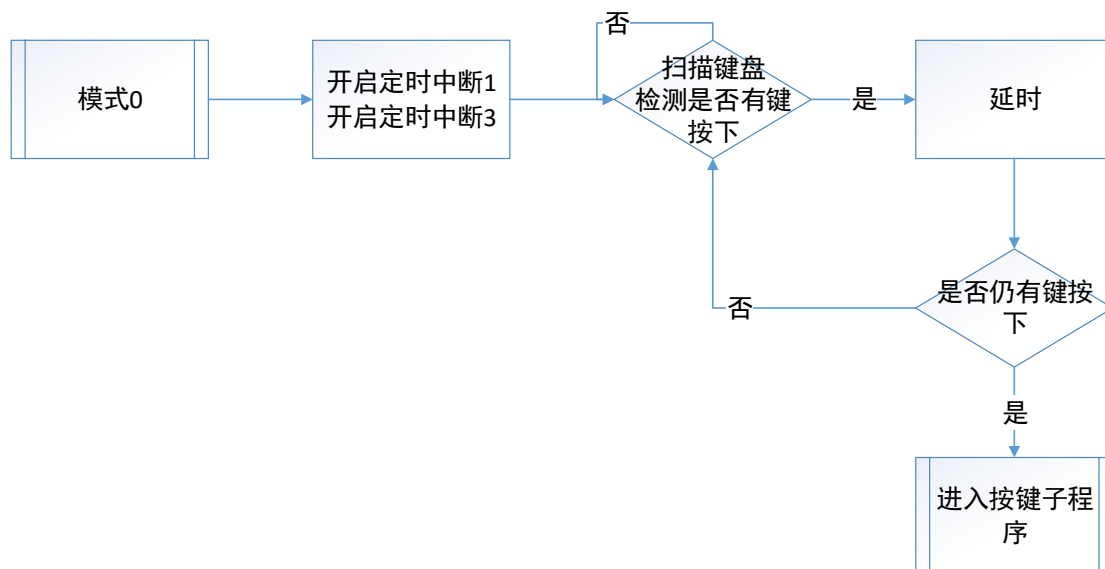 否
模式0
开启定时中断1
开启定时中断3
扫描键盘
检测是否有键
按下
是
延时
是否仍有键按
下
否
是
进入按键子程
序